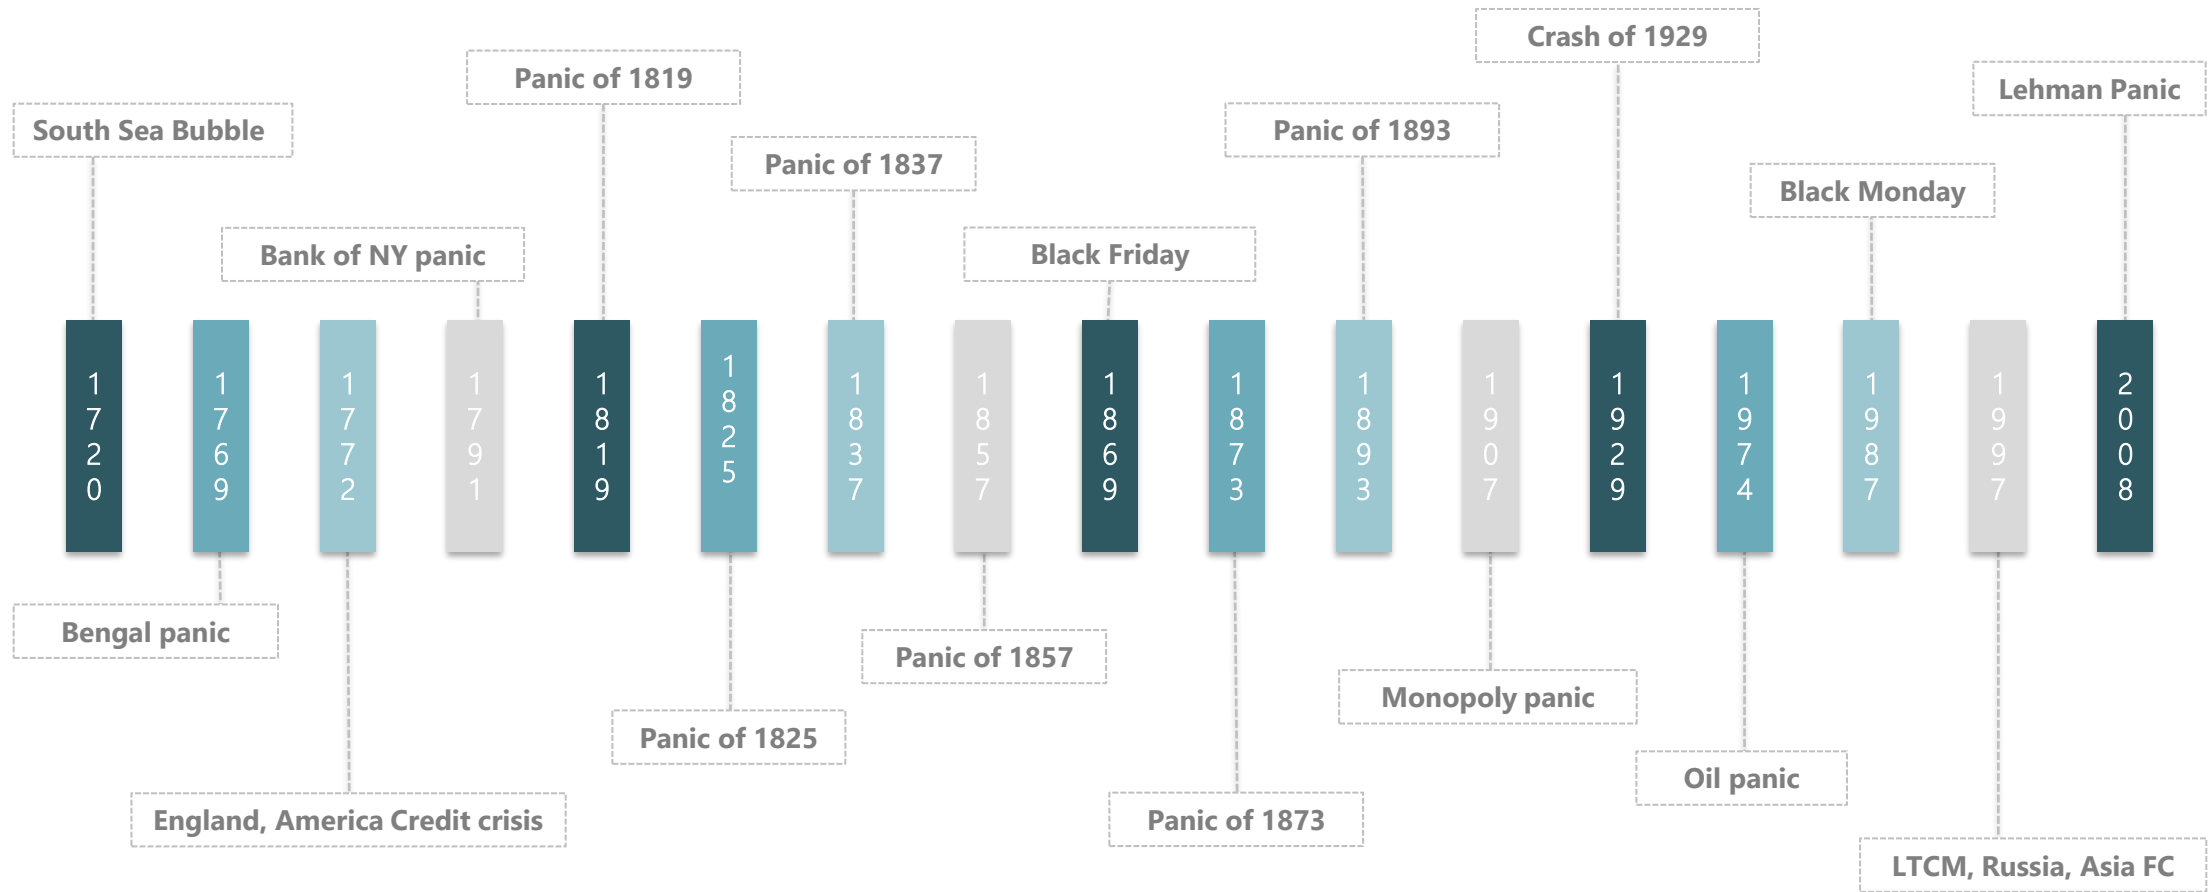 Crash of 1929
Panic of 1819
Lehman Panic
South Sea Bubble
Panic of 1893
Panic of 1837
Black Monday
Bank of NY panic
Black Friday
1720
1769
1772
1791
1819
1825
1837
1857
1869
1873
1893
1907
1929
1974
1987
1997
2008
Bengal panic
Panic of 1857
Monopoly panic
Panic of 1825
Oil panic
England, America Credit crisis
Panic of 1873
LTCM, Russia, Asia FC